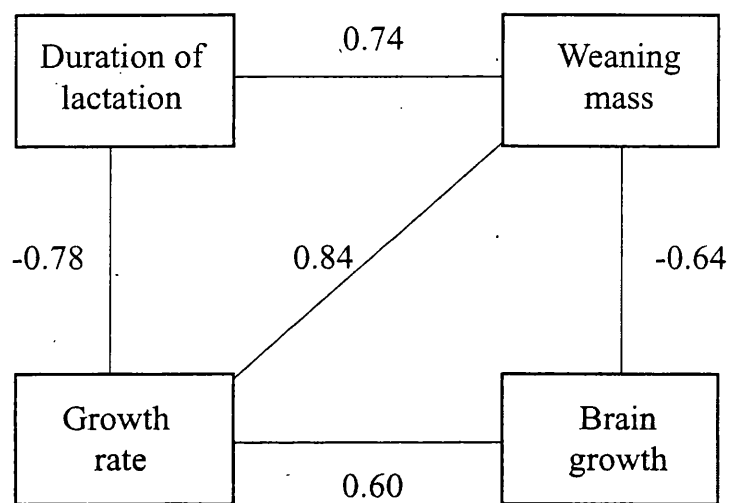 Duration of
lactation
0.74
Weaning
mass
-0.78
0.84
-0.64
Growth
rate
0.60
Brain
growth